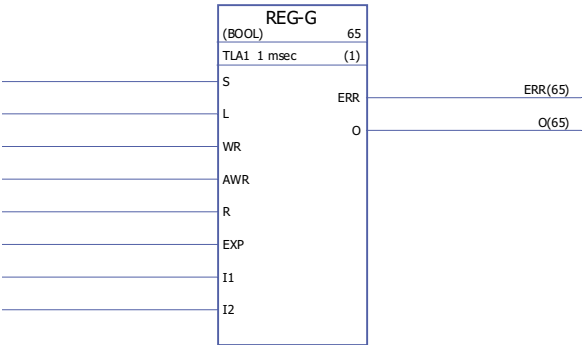 REG-G
(BOOL) 65
TLA1 1 msec (1)
S
ERR ERR(65)
L
O O(65)
WR
AWR
R
EXP
I1
I2